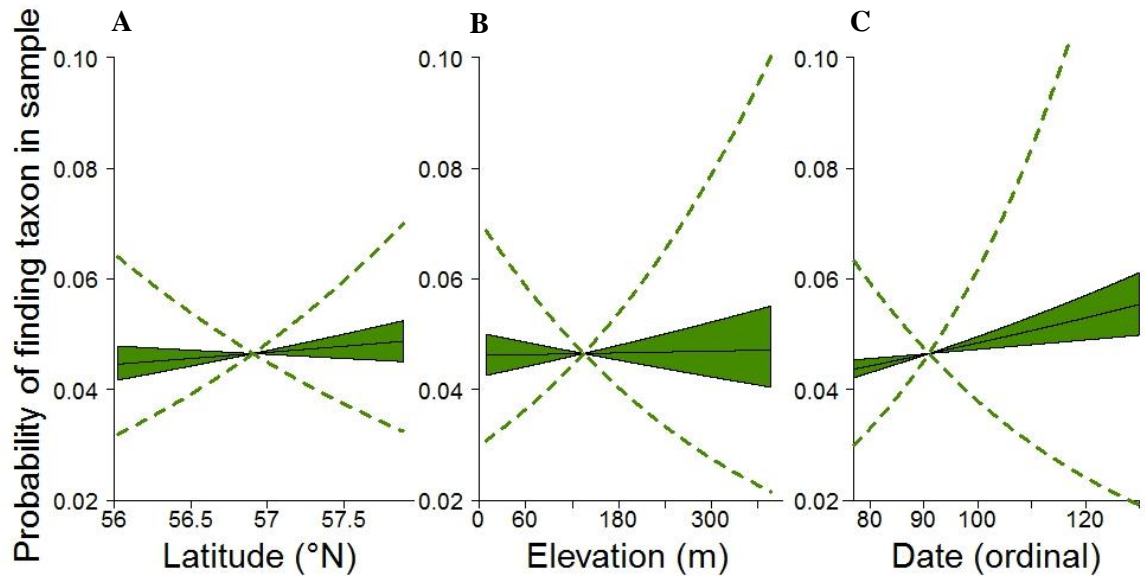 Probability of finding taxon in sample
A
0.10
0.08
0.06
0.04
0.02
56 56.5 57 57.5
Latitude (°N)
B
0.10
0.08
0.06
0.04
0.02
0 60 180 300
Elevation (m)
C
0.10
0.08
0.06
0.04
0.02
80 90 100 120
Date (ordinal)